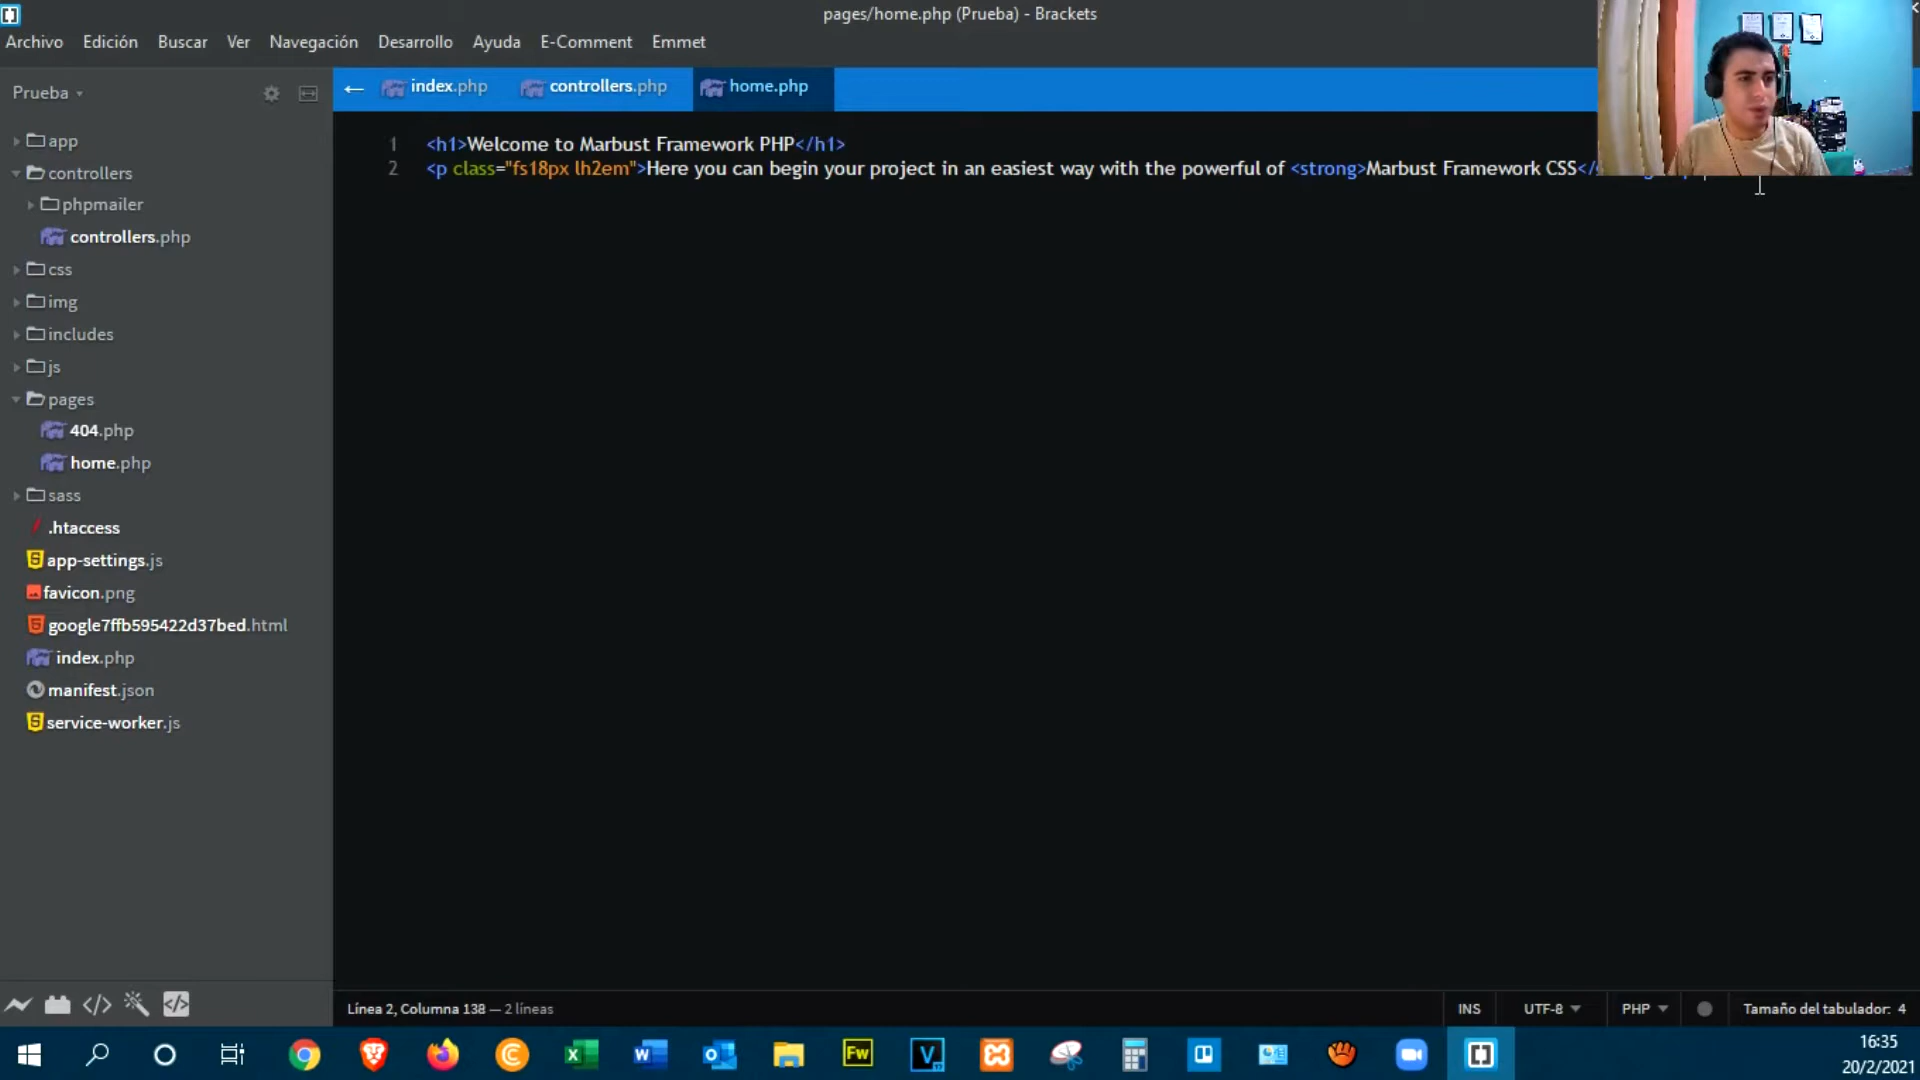 pages/home.php (Prueba) - Brackets
Archivo Edición Buscar Ver Navegación Desarrollo Ayuda E-Comment Emmet
Prueba
index.php controllers.php home.php
app
controllers
phpmailer
controllers.php
css
img
includes
js
pages
404.php
home.php
sass
.htaccess
app-settings.js
favicon.png
google7ffb595422d37bed.html
index.php
manifest.json
service-worker.js
1 <h1>Welcome to Marbust Framework PHP</h1>
2 <p class="fs18px lh2em">Here you can begin your project in an easiest way with the powerful of <strong>Marbust Framework CSS</
Línea 2, Columna 138 — 2 líneas
INS UTF-8 PHP Tamaño del tabulador: 4
Fw
16:35
20/2/2021